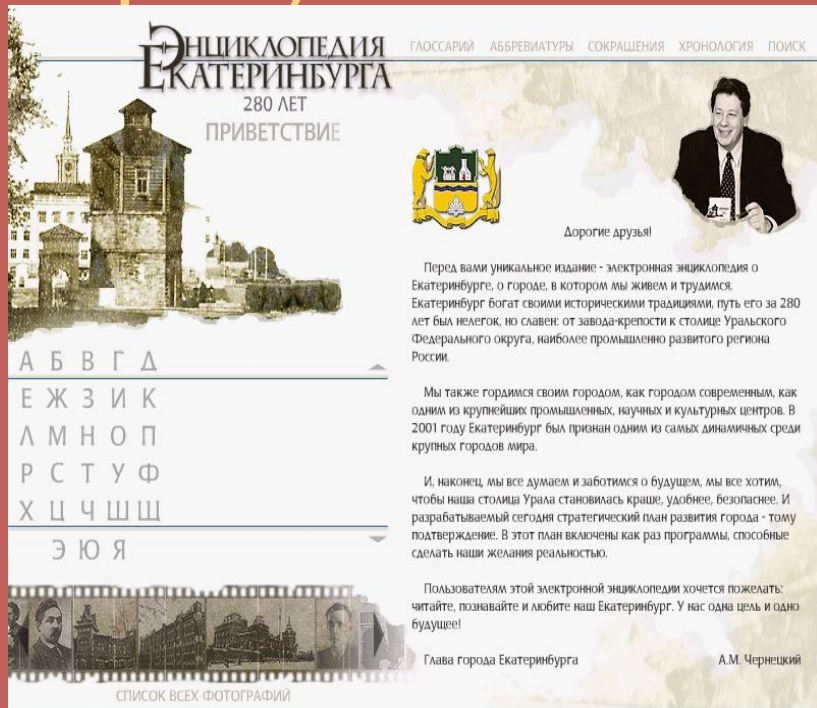 ЭНЦИКЛОПЕДИЯ
ЕКАТЕРИНБУРГА
280 ЛЕТ
ПРИВЕТСТВИЕ
ГЛОССАРИЙ АББРЕВИАТУРЫ СОКРАЩЕНИЯ ХРОНОЛОГИЯ ПОИСК
А Б В Г Д
Е Ж З И К
Л М Н О П
Р С Т У Ф
Х Ц Ч Ш Щ
Э Ю Я
СПИСОК ВСЕХ ФОТОГРАФИЙ
Дорогие друзья!
Перед вами уникальное издание - электронная энциклопедия о
Екатеринбурге, о городе, в котором мы живем и трудимся.
Екатеринбург богат своими историческими традициями, путь его за 280
лет был нелегок, но славен: от завода-крепости к столице Уральского
Федерального округа, наиболее промышленно развитого региона
России.
Мы также гордимся своим городом, как городом современным, как
одним из крупнейших промышленных, научных и культурных центров. В
2001 году Екатеринбург был признан одним из самых динамичных среди
крупных городов мира.
И, наконец, мы все думаем и заботимся о будущем, мы все хотим,
чтобы наша столица Урала становилась краше, удобнее, безопаснее. И
разрабатываемый сегодня стратегический план развития города - тому
подтверждение. В этот план включены как раз программы, способные
сделать наши желания реальностью.
Пользователям этой электронной энциклопедии хочется пожелать:
читайте, познавайте и любите наш Екатеринбург. У нас одна цель и одно
будущее!
Глава города Екатеринбурга А.М. Чернецкий